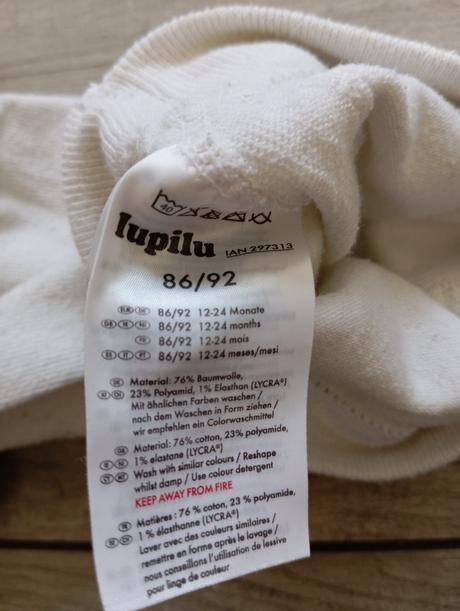 40
lupilu IAN 297313
86/92
86/92 12-24 Monate
86/92 12-24 months
86/92 12-24 mois
86/92 12-24 meses/mesi
Material: 76% Baumwolle,
23% Polyamid, 1% Elasthan (LYCRA®)
Mit ähnlichen Farben waschen /
nach dem Waschen in Form ziehen /
wir empfehlen ein Colorwaschmittel
Material: 76% cotton, 23% polyamide,
1% elastane (LYCRA®)
Wash with similar colours / Reshape
whilst damp / Use colour detergent
KEEP AWAY FROM FIRE
Matières : 76 % coton, 23 % polyamide,
1 % élasthanne (LYCRA®)
Laver avec des couleurs similaires /
remettre en forme après le lavage /
nous conseillons l'utilisation de lessive
pour linge de couleur